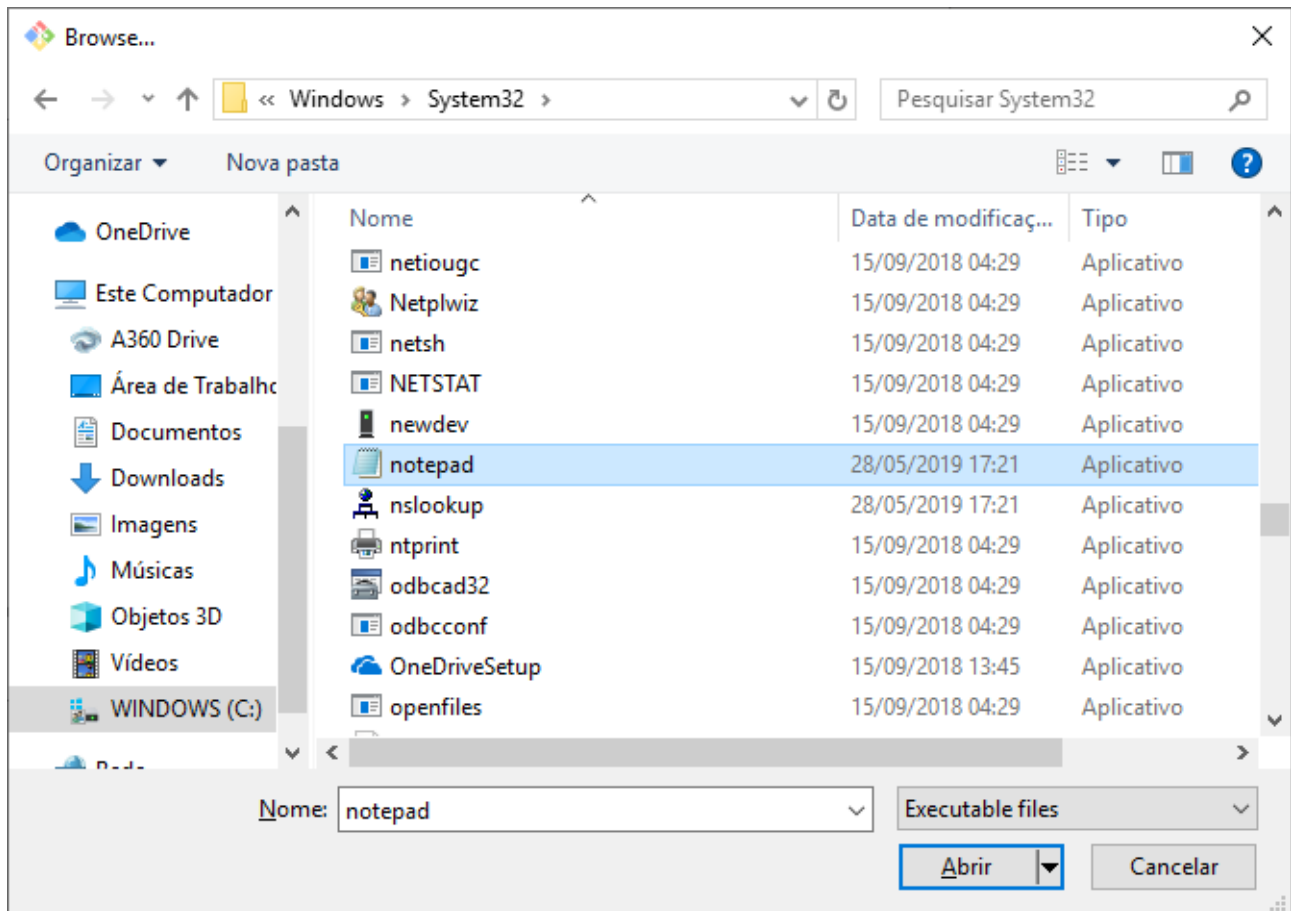 Browse...
« Windows › System32 ›
Pesquisar System32
Organizar
Nova pasta
Nome
Data de modificaç...
Tipo
OneDrive
Este Computador
A360 Drive
Área de Trabalho
Documentos
Downloads
Imagens
Músicas
Objetos 3D
Vídeos
WINDOWS (C:)
netiougc 15/09/2018 04:29 Aplicativo
Netplwiz 15/09/2018 04:29 Aplicativo
netsh 15/09/2018 04:29 Aplicativo
NETSTAT 15/09/2018 04:29 Aplicativo
newdev 15/09/2018 04:29 Aplicativo
notepad 28/05/2019 17:21 Aplicativo
nslookup 28/05/2019 17:21 Aplicativo
ntprint 15/09/2018 04:29 Aplicativo
odbcad32 15/09/2018 04:29 Aplicativo
odbcconf 15/09/2018 04:29 Aplicativo
OneDriveSetup 15/09/2018 13:45 Aplicativo
openfiles 15/09/2018 04:29 Aplicativo
Nome: notepad
Executable files
Abrir
Cancelar